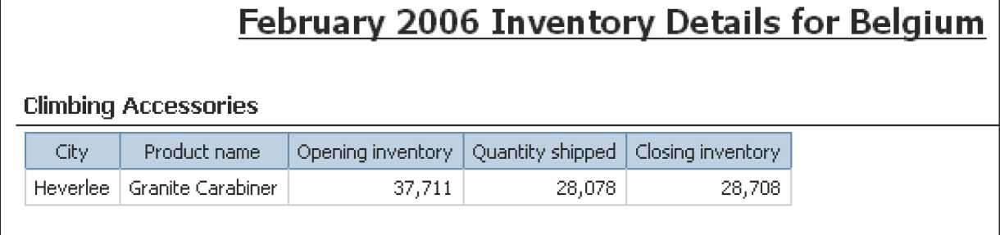 February 2006 Inventory Details for Belgium
Climbing Accessories
City Product name Opening inventory Quantity shipped Closing inventory
Heverlee Granite Carabiner 37,711 28,078 28,708